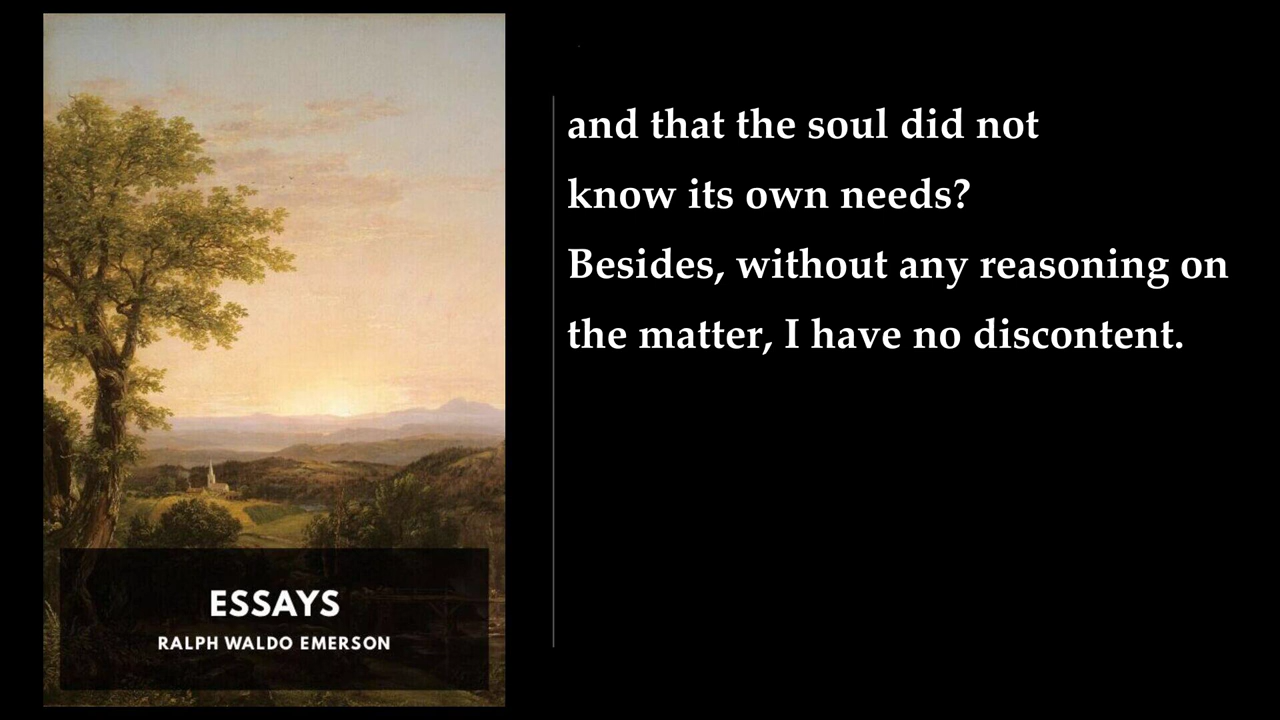 ESSAYS
RALPH WALDO EMERSON
and that the soul did not
know its own needs?
Besides, without any reasoning on
the matter, I have no discontent.